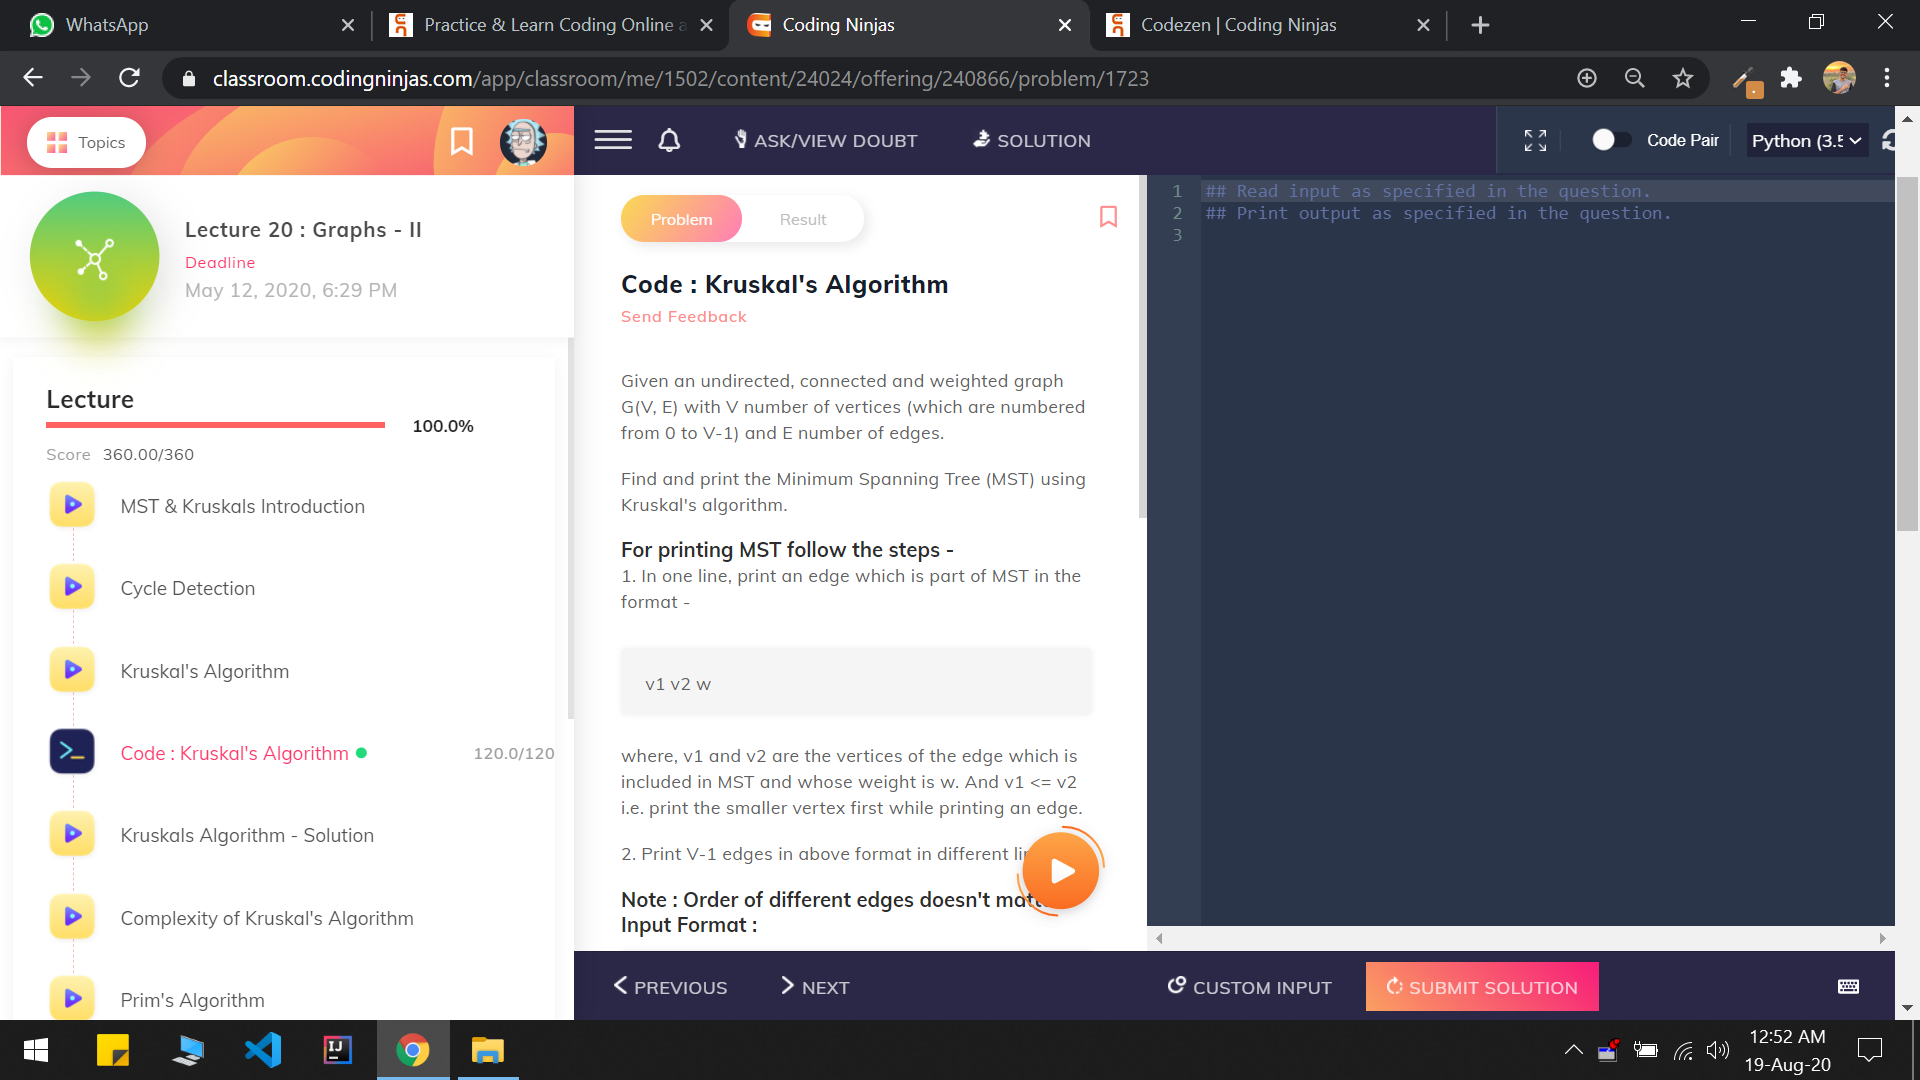 WhatsApp
Practice & Learn Coding Online a
Coding Ninjas
Codezen | Coding Ninjas
classroom.codingninjas.com/app/classroom/me/1502/content/24024/offering/240866/problem/1723
Topics
ASK/VIEW DOUBT
SOLUTION
Code Pair
Python (3.5
Lecture 20 : Graphs - II
Deadline
May 12, 2020, 6:29 PM
Lecture
100.0%
Score 360.00/360
MST & Kruskals Introduction
Cycle Detection
Kruskal's Algorithm
Code : Kruskal's Algorithm
120.0/120
Kruskals Algorithm - Solution
Complexity of Kruskal's Algorithm
Prim's Algorithm
Problem
Result
Code : Kruskal's Algorithm
Send Feedback
Given an undirected, connected and weighted graph
G(V, E) with V number of vertices (which are numbered
from 0 to V-1) and E number of edges.
Find and print the Minimum Spanning Tree (MST) using
Kruskal's algorithm.
For printing MST follow the steps -
1. In one line, print an edge which is part of MST in the
format -
v1 v2 w
where, v1 and v2 are the vertices of the edge which is
included in MST and whose weight is w. And v1 <= v2
i.e. print the smaller vertex first while printing an edge.
2. Print V-1 edges in above format in different
Note : Order of different edges doesn't
Input Format :
1 ## Read input as specified in the question.
2 ## Print output as specified in the question.
3
PREVIOUS
NEXT
CUSTOM INPUT
SUBMIT SOLUTION
IJ
12:52 AM
19-Aug-20